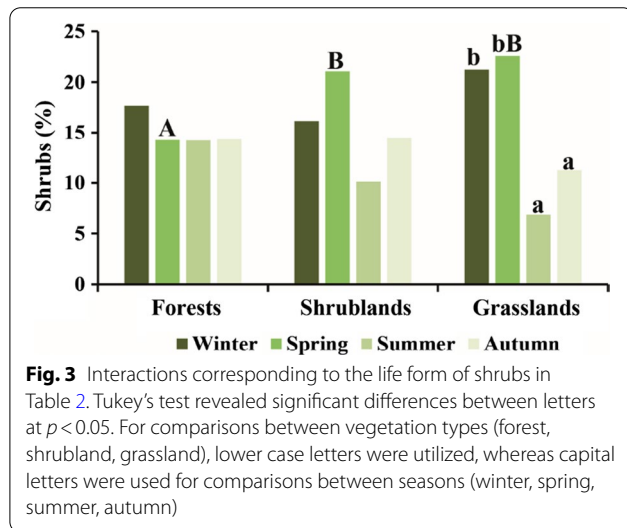 25
20
15
10
5
0
Shrubs (%)
A
B
b
bB
a
a
Forests
Shrublands
Grasslands
Winter Spring Summer Autumn
Fig. 3 Interactions corresponding to the life form of shrubs in
Table 2. Tukey's test revealed significant differences between letters
at p < 0.05. For comparisons between vegetation types (forest,
shrubland, grassland), lower case letters were utilized, whereas capital
letters were used for comparisons between seasons (winter, spring,
summer, autumn)